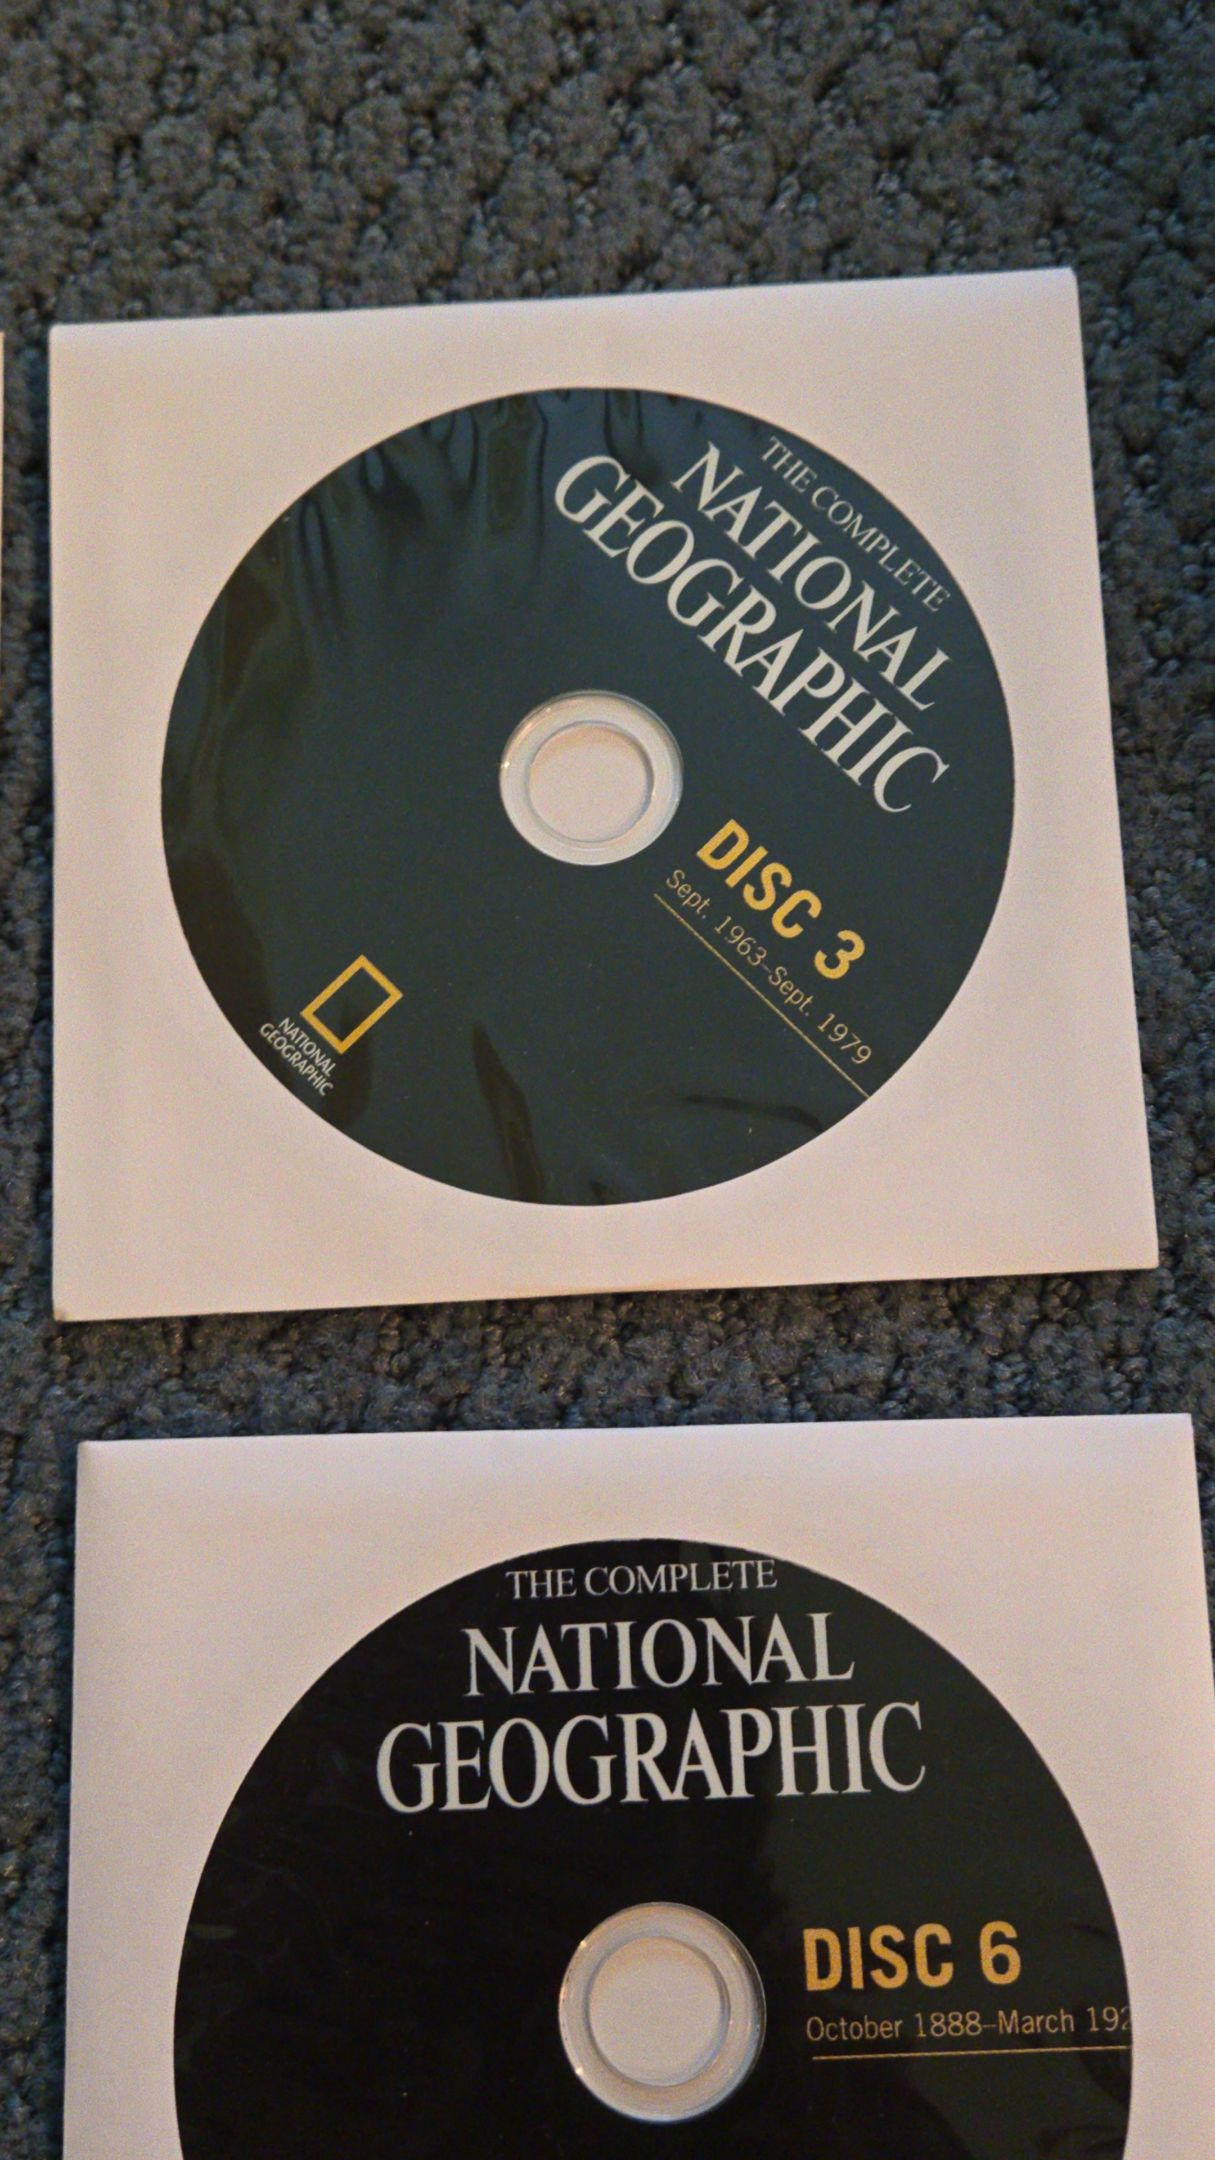 THE COMPLETE
NATIONAL
GEOGRAPHIC
DISC 3
Sept. 1963–Sept. 1979
NATIONAL
GEOGRAPHIC
THE COMPLETE
NATIONAL
GEOGRAPHIC
DISC 6
October 1888–March